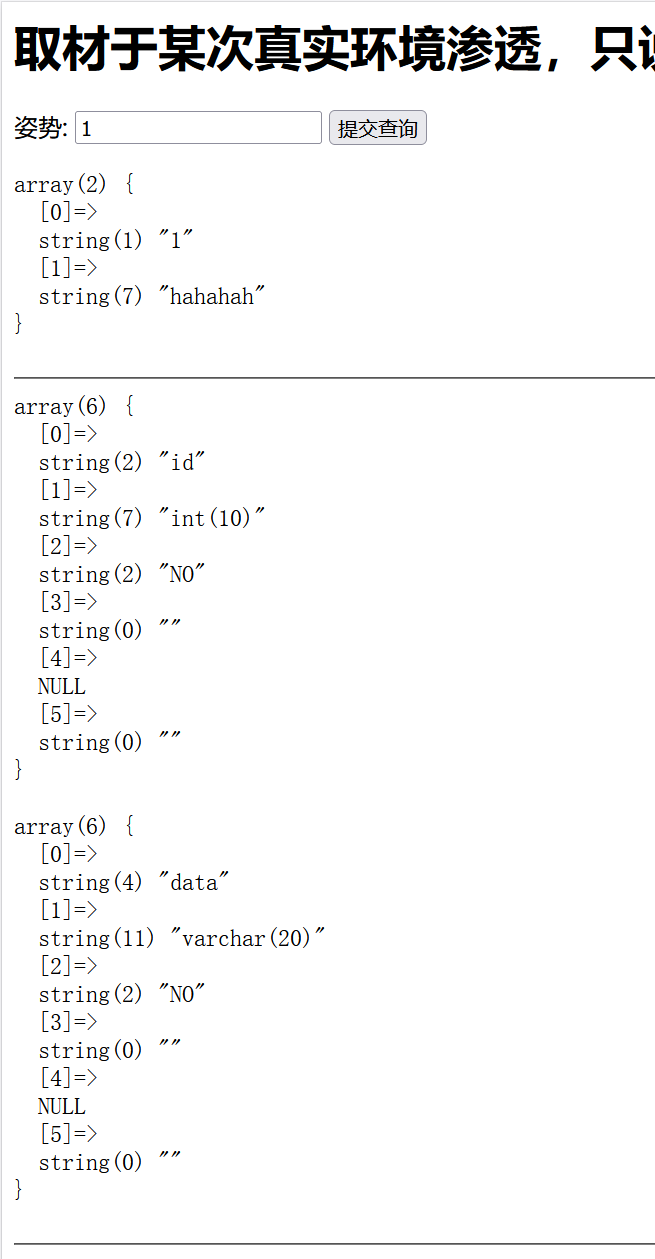 取材于某次真实环境渗透，只
姿势: 1 提交查询
array(2) {
  [0]=>
  string(1) "1"
  [1]=>
  string(7) "hahahah"
}
array(6) {
  [0]=>
  string(2) "id"
  [1]=>
  string(7) "int(10)"
  [2]=>
  string(2) "NO"
  [3]=>
  string(0) ""
  [4]=>
  NULL
  [5]=>
  string(0) ""
}
array(6) {
  [0]=>
  string(4) "data"
  [1]=>
  string(11) "varchar(20)"
  [2]=>
  string(2) "NO"
  [3]=>
  string(0) ""
  [4]=>
  NULL
  [5]=>
  string(0) ""
}